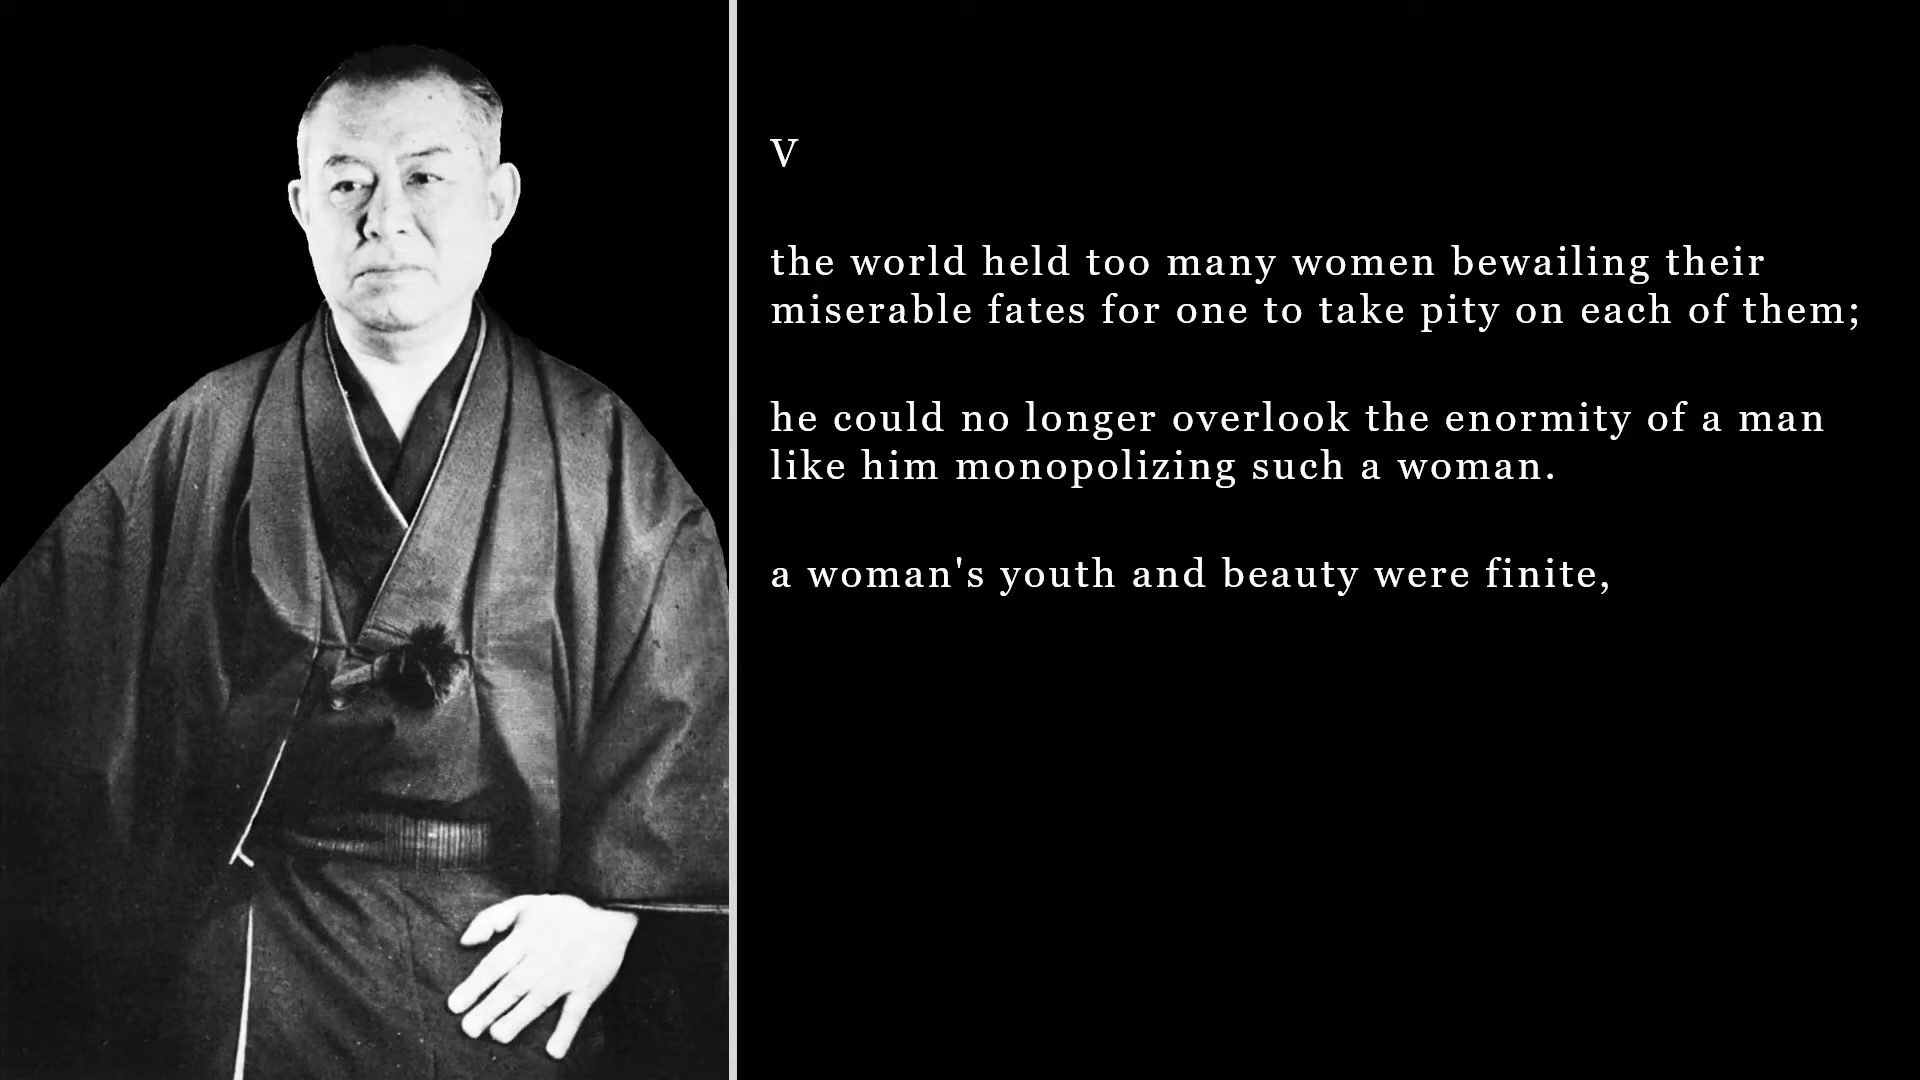 V
the world held too many women bewailing their
miserable fates for one to take pity on each of them;
he could no longer overlook the enormity of a man
like him monopolizing such a woman.
a woman's youth and beauty were finite,